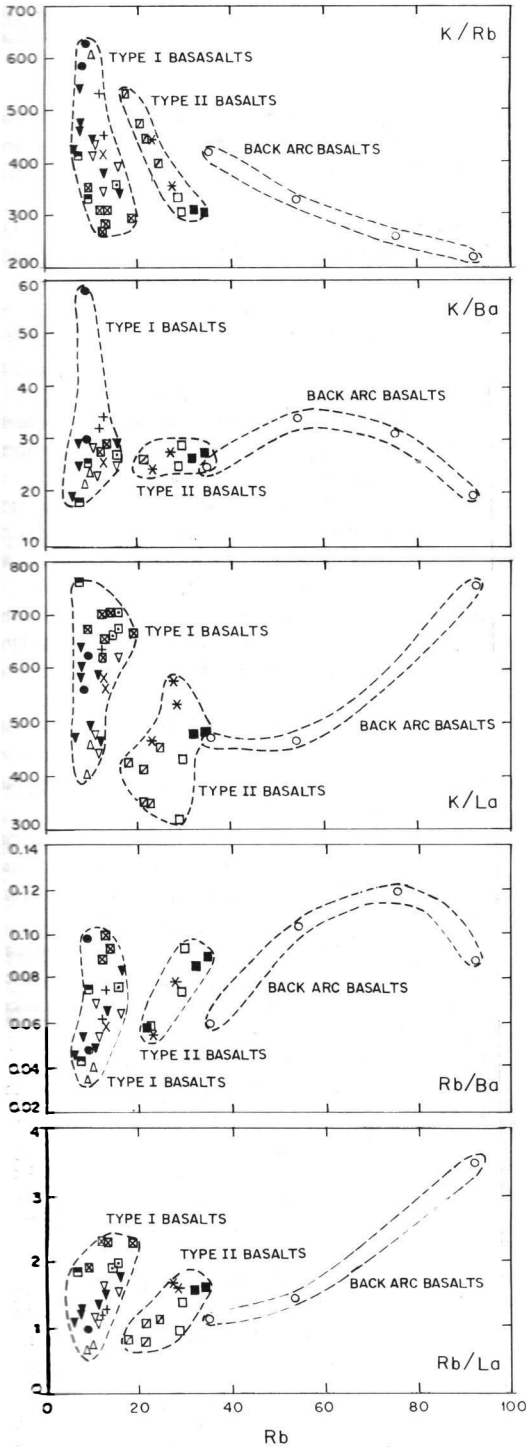 700
600
500
400
300
200
K/Rb
TYPE I BASASALTS
TYPE II BASALTS
BACK ARC BASALTS
60
50
40
30
20
10
K/Ba
TYPE I BASALTS
BACK ARC BASALTS
TYPE II BASALTS
800
700
600
500
400
300
TYPE I BASALTS
BACK ARC BASALTS
TYPE II BASALTS
K/La
0.14
0.12
0.10
0.08
0.06
0.04
0.02
BACK ARC BASALTS
TYPE II BASALTS
TYPE I BASALTS
Rb/Ba
4
3
2
1
0
TYPE I BASALTS
TYPE II BASALTS
BACK ARC BASALTS
Rb/La
0 20 40 60 80 100
Rb